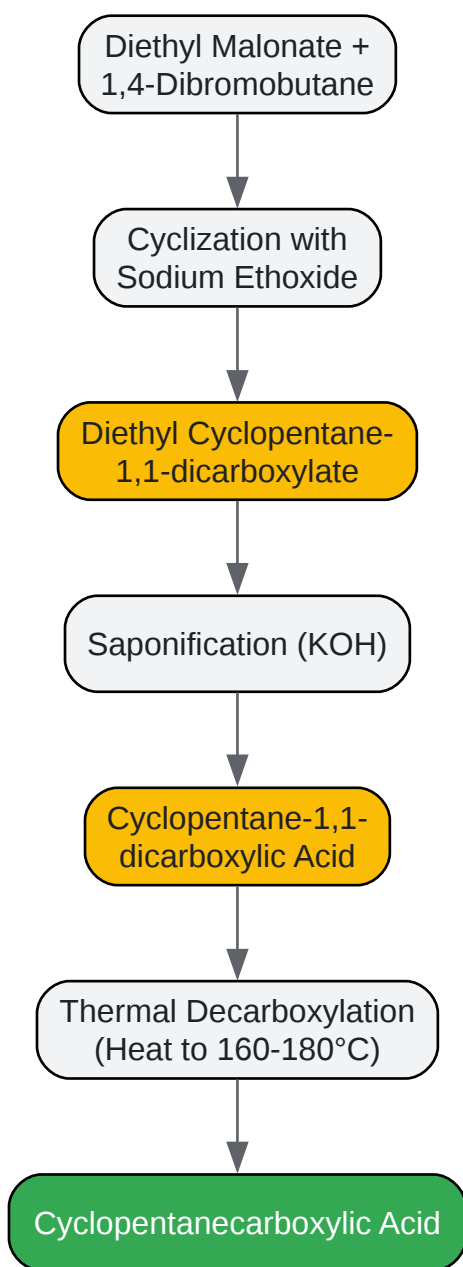 Diethyl Malonate +
1,4-Dibromobutane
Cyclization with
Sodium Ethoxide
Diethyl Cyclopentane-
1,1-dicarboxylate
Saponification (KOH)
Cyclopentane-1,1-
dicarboxylic Acid
Thermal Decarboxylation
(Heat to 160-180°C)
Cyclopentanecarboxylic Acid